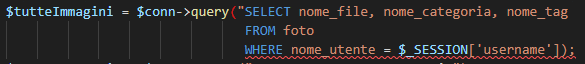 $tutteImmagini = $conn->query("SELECT nome_file, nome_categoria, nome_tag
FROM foto
WHERE nome_utente = $_SESSION['username']);